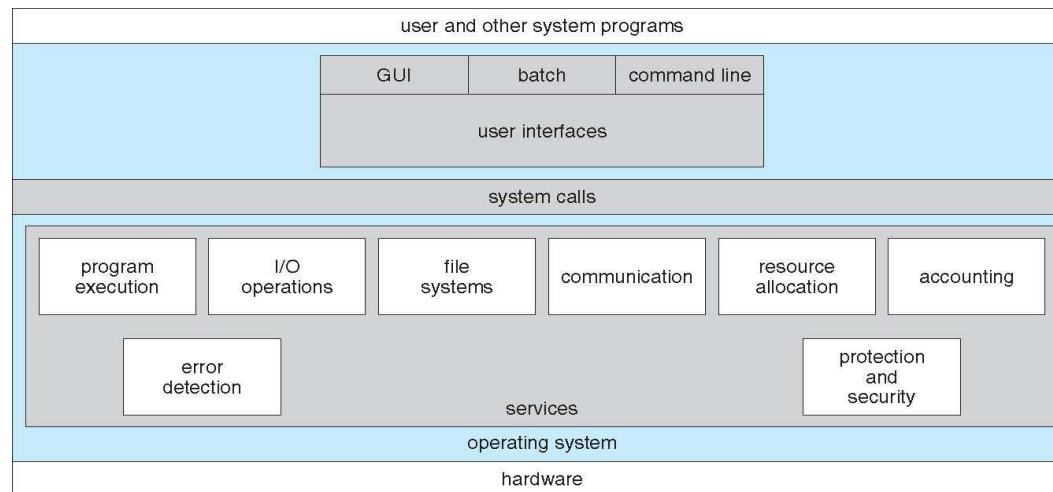 user and other system programs
GUI
batch
command line
user interfaces
system calls
program
execution
I/O
operations
file
systems
communication
resource
allocation
accounting
error
detection
protection
and
security
services
operating system
hardware